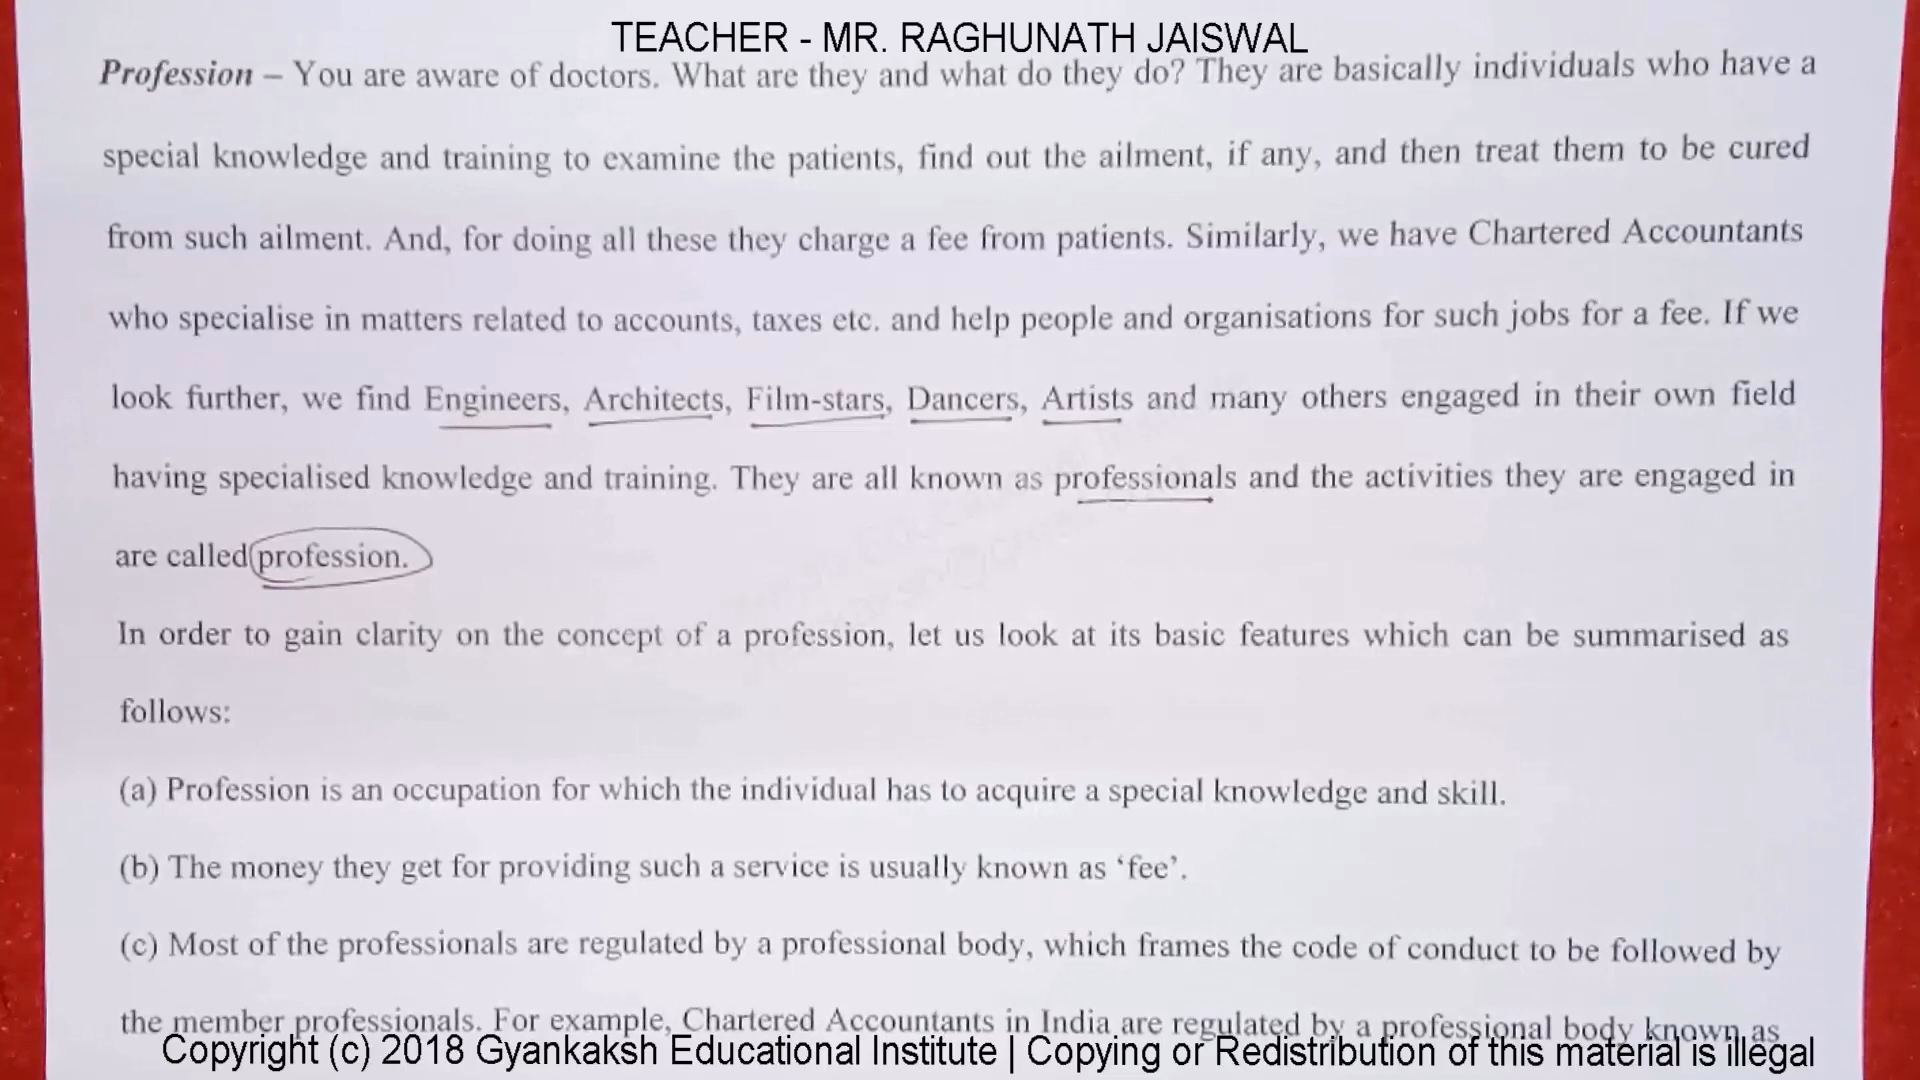 TEACHER - MR. RAGHUNATH JAISWAL
Profession – You are aware of doctors. What are they and what do they do? They are basically individuals who have a
special knowledge and training to examine the patients, find out the ailment, if any, and then treat them to be cured
from such ailment. And, for doing all these they charge a fee from patients. Similarly, we have Chartered Accountants
who specialise in matters related to accounts, taxes etc. and help people and organisations for such jobs for a fee. If we
look further, we find Engineers, Architects, Film-stars, Dancers, Artists and many others engaged in their own field
having specialised knowledge and training. They are all known as professionals and the activities they are engaged in
are called profession.
In order to gain clarity on the concept of a profession, let us look at its basic features which can be summarised as
follows:
(a) Profession is an occupation for which the individual has to acquire a special knowledge and skill.
(b) The money they get for providing such a service is usually known as ‘fee’.
(c) Most of the professionals are regulated by a professional body, which frames the code of conduct to be followed by
the member professionals. For example, Chartered Accountants in India are regulated by a professional body known as
Copyright (c) 2018 Gyankaksh Educational Institute | Copying or Redistribution of this material is illegal